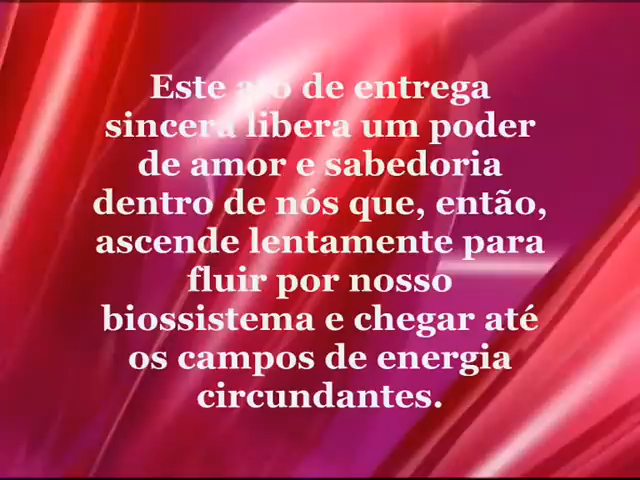 Este ato de entrega
sincera libera um poder
de amor e sabedoria
dentro de nós que, então,
ascende lentamente para
fluir por nosso
biossistema e chegar até
os campos de energia
circundantes.